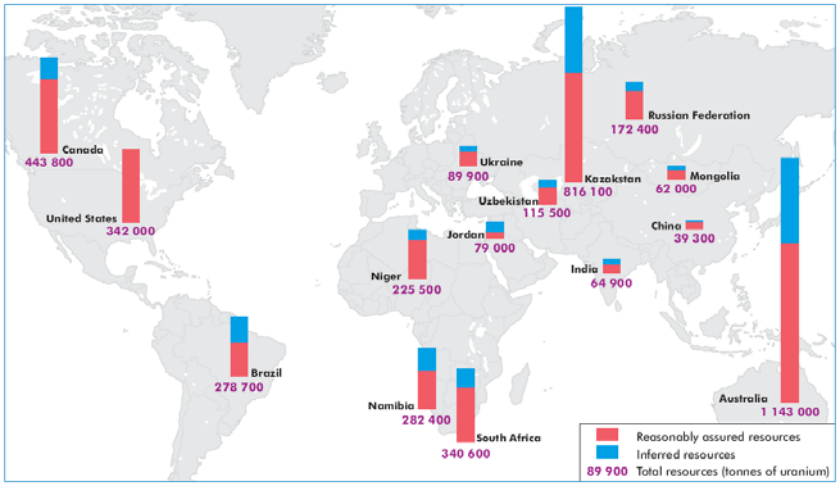 Canada
443 800
United States
342 000
Brazil
278 700
Ukraine
89 900
Uzbekistan
115 500
Kazakstan
816 100
Russian Federation
172 400
Mongolia
62 000
China
39 300
Jordan
79 000
Niger
225 500
India
64 900
Namibia
282 400
South Africa
340 600
Australia
1 143 000
Reasonably assured resources
Inferred resources
89 900 Total resources (tonnes of uranium)